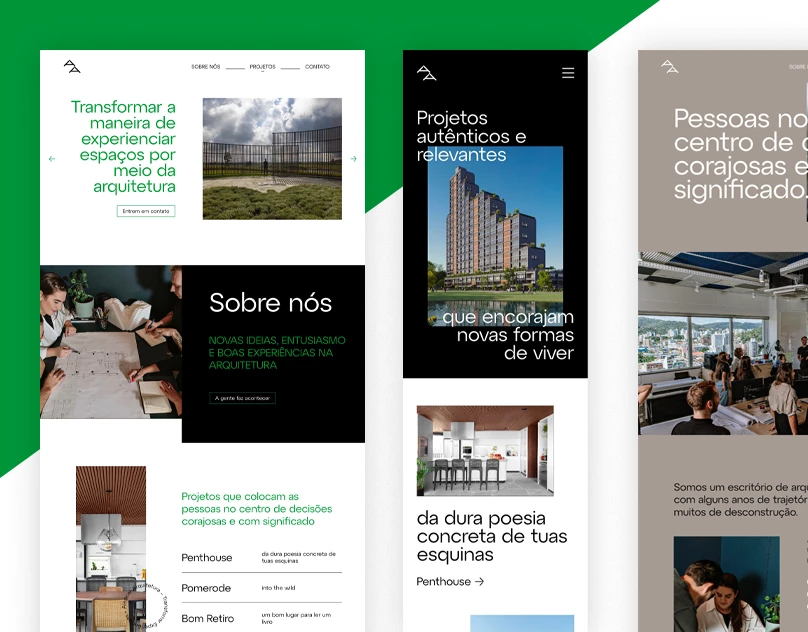 SOBRE NÓS
PROJETOS
CONTATO
Transformar a
maneira de
experienciar
espaços por
meio da
arquitetura
Entrem em contato
Sobre nós
NOVAS IDEIAS, ENTUSIASMO
E BOAS EXPERIÊNCIAS NA
ARQUITETURA
A gente faz acontecer
Projetos que colocam as
pessoas no centro de decisões
corajosas e com significado
Penthouse
da dura poesia concreta de
tuas esquinas
Pomerode
into the wild
Bom Retiro
um bom lugar para ler um
livro
Projetos
autênticos e
relevantes
que encorajam
novas formas
de viver
da dura poesia
concreta de tuas
esquinas
Penthouse →
SOBRE
Pessoas no
centro de
corajosas e
significado.
Somos um escritório de
com alguns anos de
muitos de desconstrução.